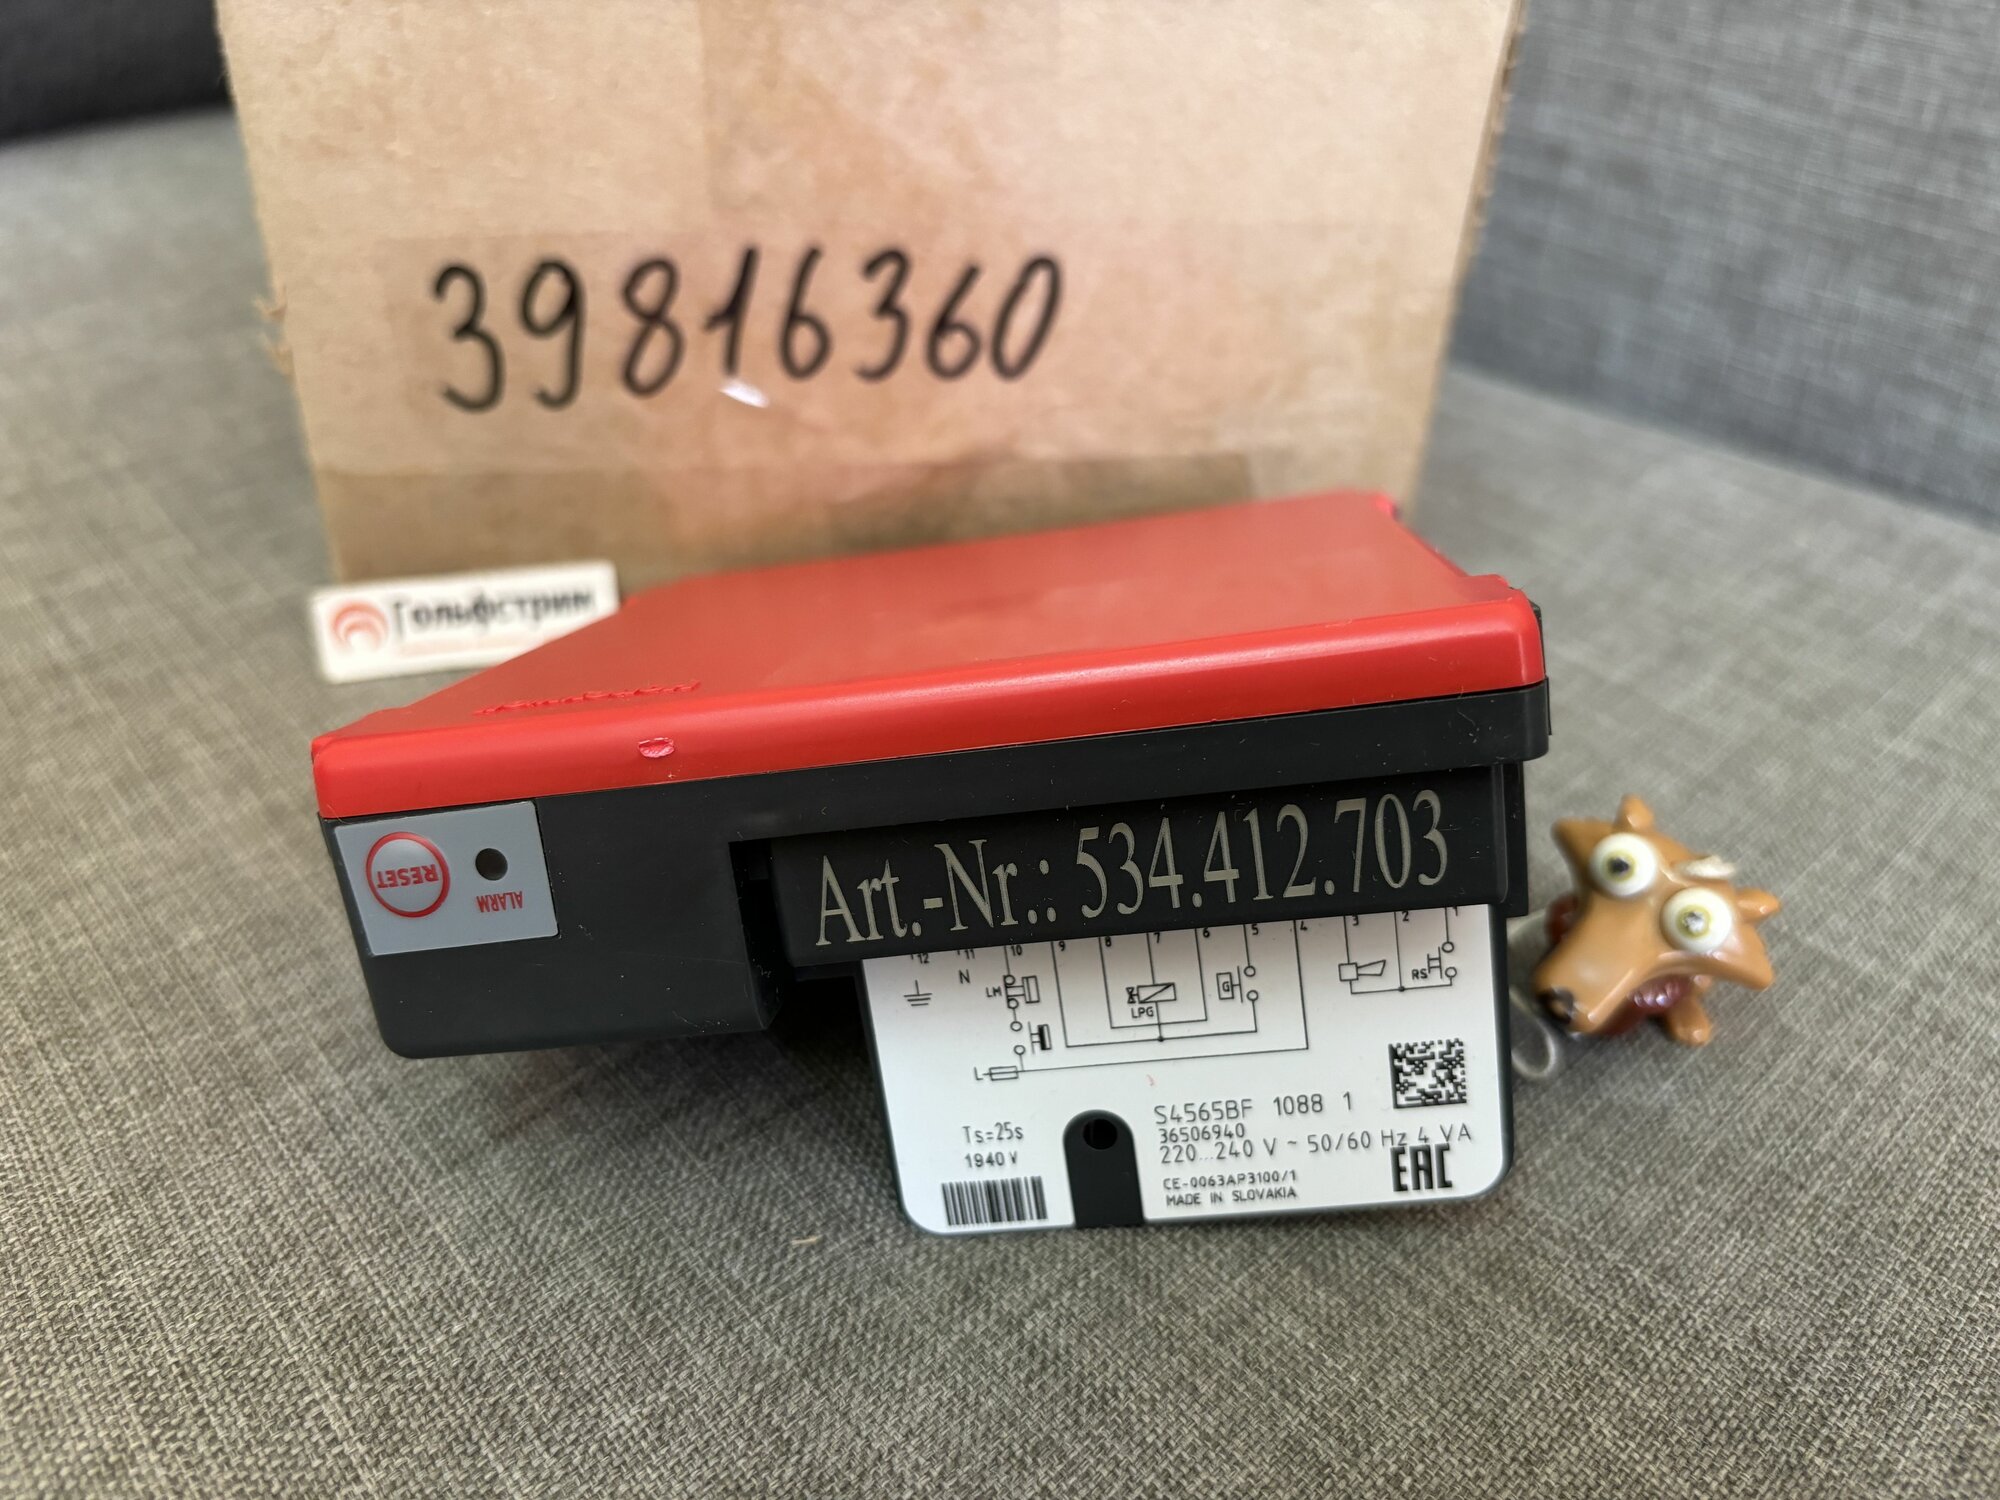 39816360
Гольфстрим
RESET
ALARM
Art.-Nr.: 534.412.703
12 11 10 9 8 7 6 5 4 3 2 1
N
LM
G
RS
LPG
L
S4565BF 1088 1
36506940
220...240 V ~ 50/60 Hz 4 VA
Ts=25s
1940 V
CE-0063AP3100/1
MADE IN SLOVAKIA
EAC